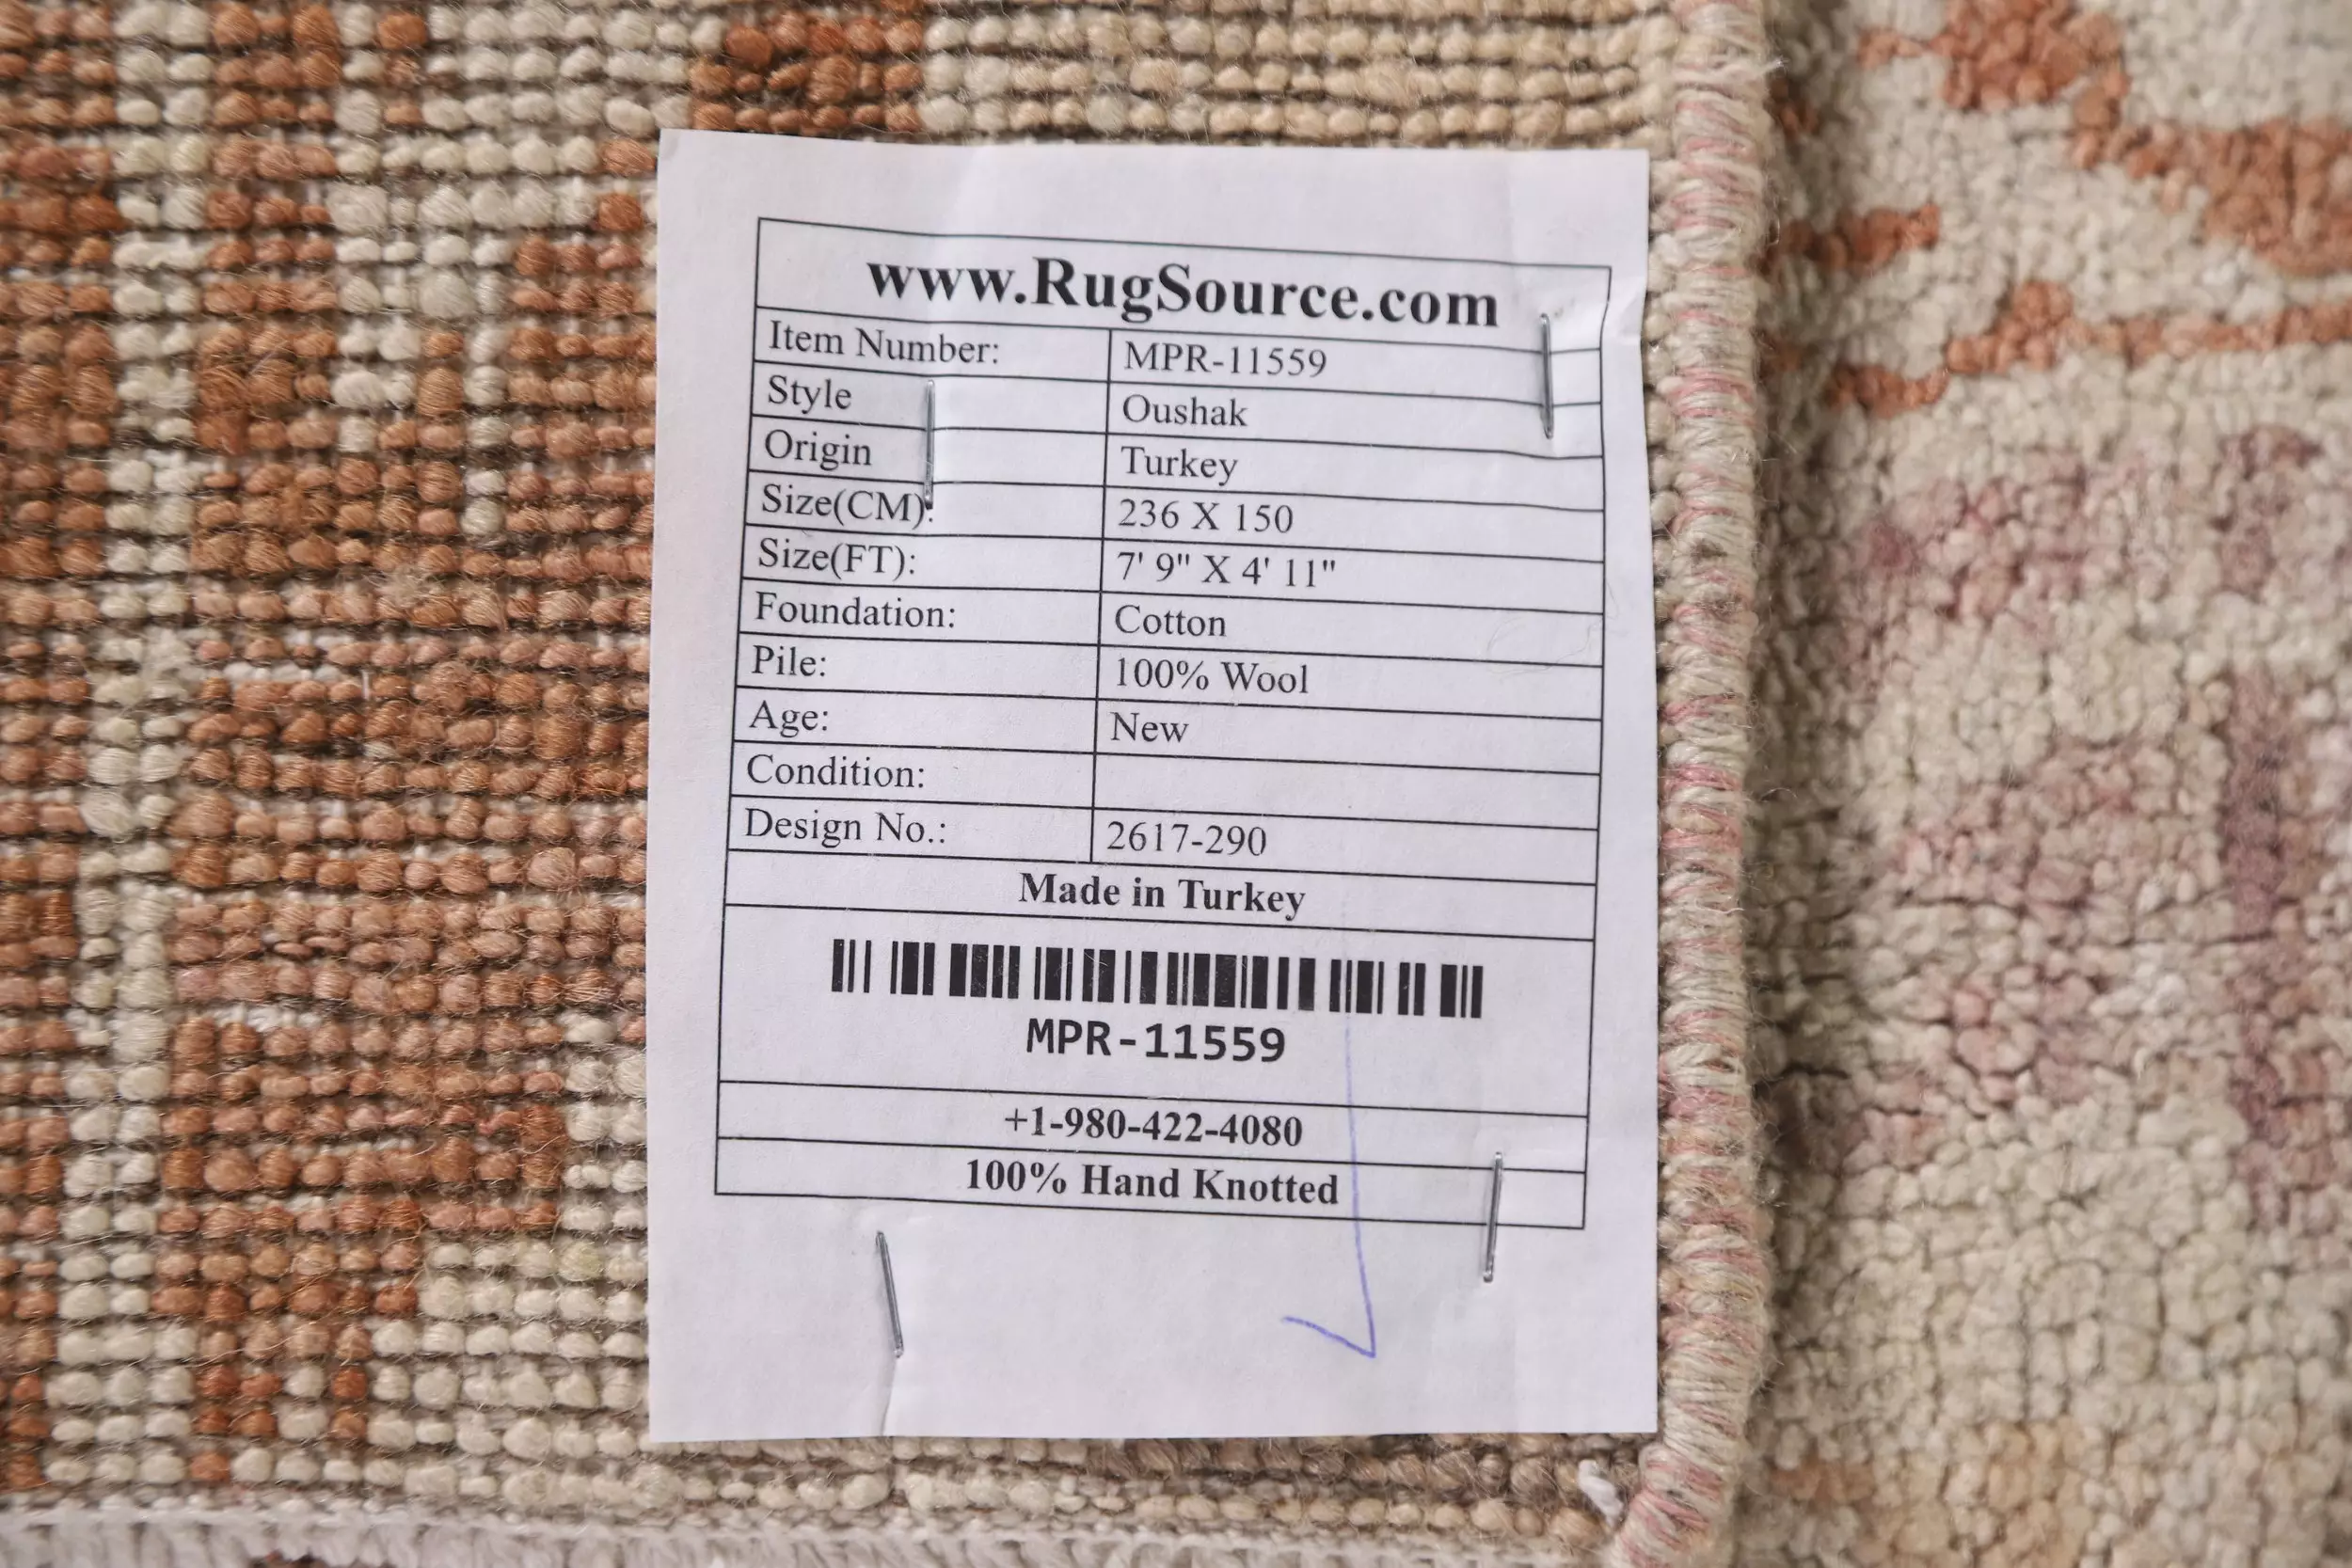 www.RugSource.com
Item Number: MPR-11559
Style Oushak
Origin Turkey
Size(CM): 236 X 150
Size(FT): 7' 9" X 4' 11"
Foundation: Cotton
Pile: 100% Wool
Age: New
Condition:
Design No.: 2617-290
Made in Turkey
MPR-11559
+1-980-422-4080
100% Hand Knotted